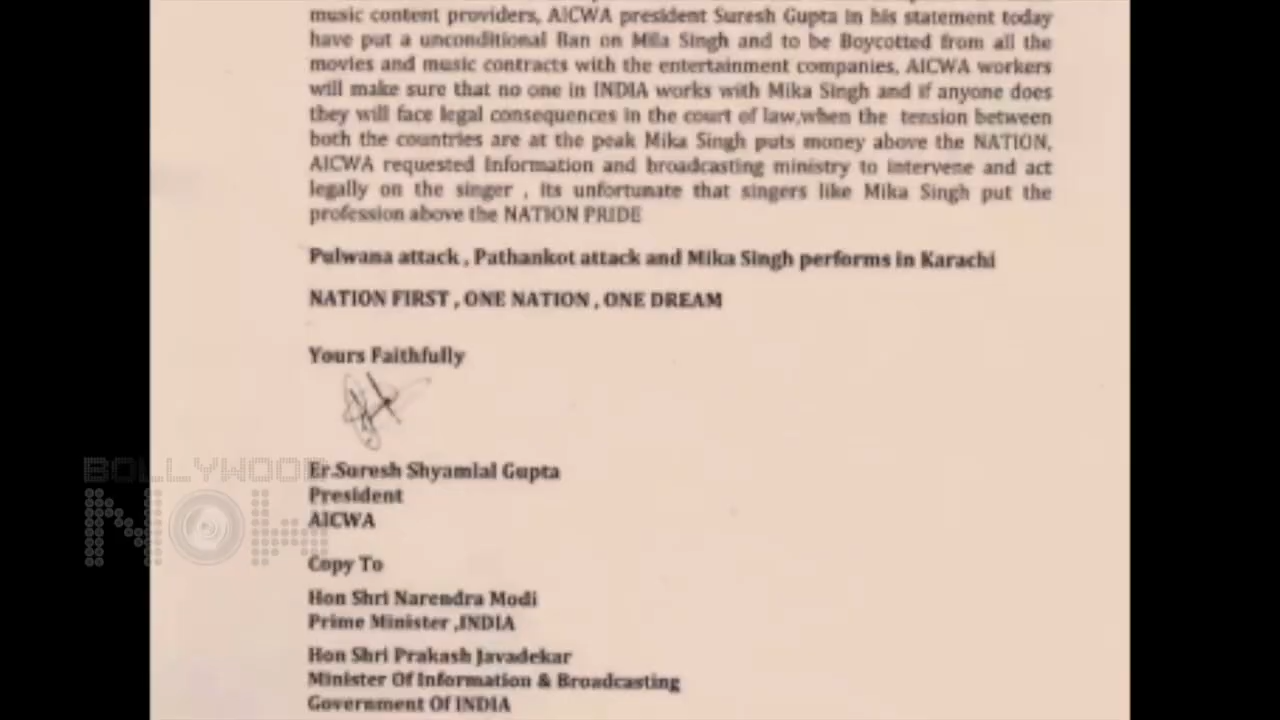 music content providers, AICWA president Suresh Gupta in his statement today
have put a unconditional Ban on Mika Singh and to be Boycotted from all the
movies and music contracts with the entertainment companies, AICWA workers
will make sure that no one in INDIA works with Mika Singh and if anyone does
they will face legal consequences in the court of law,when the tension between
both the countries are at the peak Mika Singh puts money above the NATION,
AICWA requested Information and broadcasting ministry to intervene and act
legally on the singer , its unfortunate that singers like Mika Singh put the
profession above the NATION PRIDE
Pulwana attack , Pathankot attack and Mika Singh performs in Karachi
NATION FIRST , ONE NATION , ONE DREAM
Yours Faithfully
BOLLYWOOD
NOW
Er.Suresh Shyamlal Gupta
President
AICWA
Copy To
Hon Shri Narendra Modi
Prime Minister ,INDIA
Hon Shri Prakash Javadekar
Minister Of Information & Broadcasting
Government Of INDIA